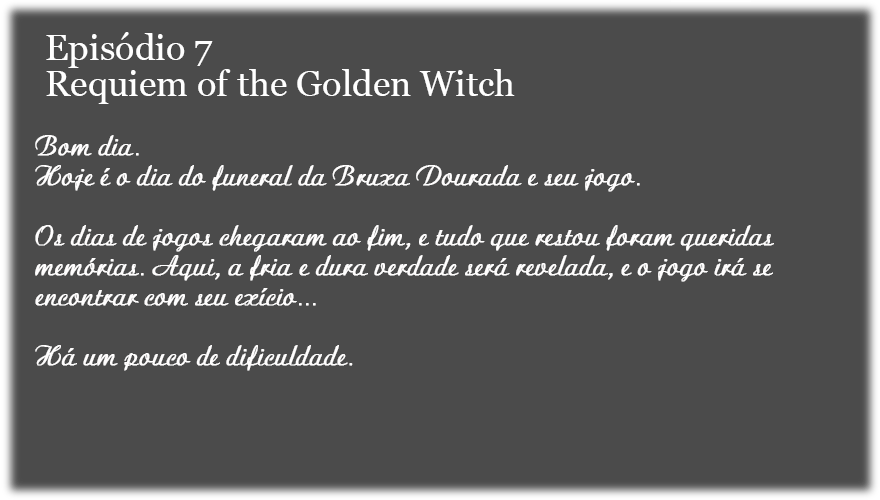 Episódio 7
Requiem of the Golden Witch
Bom dia.
Hoje é o dia do funeral da Bruxa Dourada e seu jogo.
Os dias de jogos chegaram ao fim, e tudo que restou foram queridas
memórias. Aqui, a fria e dura verdade será revelada, e o jogo irá se
encontrar com seu exício...
Há um pouco de dificuldade.